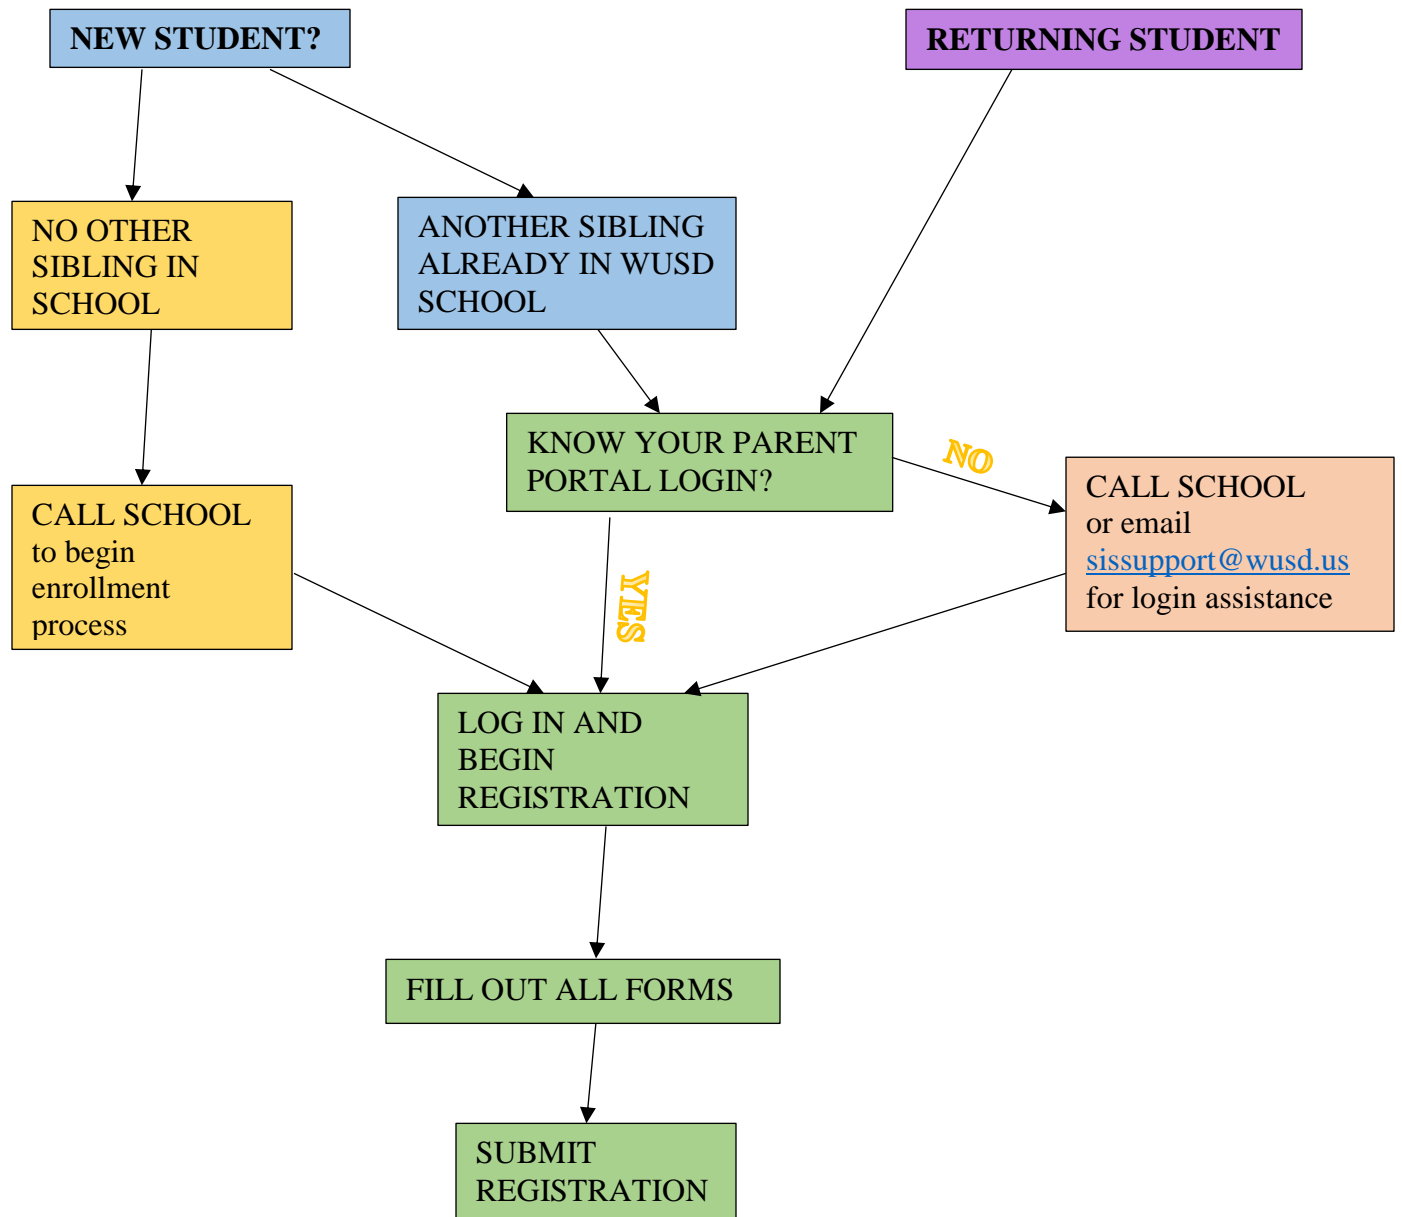 NEW STUDENT?
RETURNING STUDENT
NO OTHER
SIBLING IN
SCHOOL
ANOTHER SIBLING
ALREADY IN WUSD
SCHOOL
KNOW YOUR PARENT
PORTAL LOGIN?
NO
CALL SCHOOL
or email
sissupport@wusd.us
for login assistance
CALL SCHOOL
to begin
enrollment
process
YES
LOG IN AND
BEGIN
REGISTRATION
FILL OUT ALL FORMS
SUBMIT
REGISTRATION